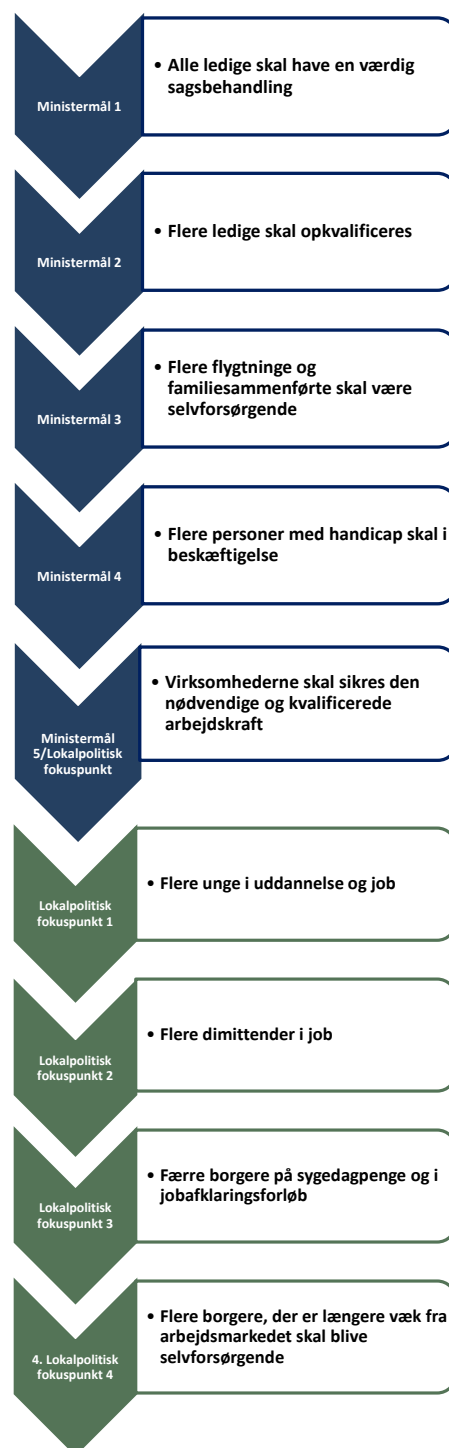 Ministermål 1
• Alle ledige skal have en værdig
sagsbehandling
Ministermål 2
• Flere ledige skal opkvalificeres
Ministermål 3
• Flere flygtninge og
familiesammenførte skal være
selvforsørgende
Ministermål 4
• Flere personer med handicap skal i
beskæftigelse
Ministermål
5/Lokalpolitisk
fokuspunkt
• Virksomhederne skal sikres den
nødvendige og kvalificerede
arbejdskraft
Lokalpolitisk
fokuspunkt 1
• Flere unge i uddannelse og job
Lokalpolitisk
fokuspunkt 2
• Flere dimittender i job
Lokalpolitisk
fokuspunkt 3
• Færre borgere på sygedagpenge og i
jobafklaringsforløb
4. Lokalpolitisk
fokuspunkt 4
• Flere borgere, der er længere væk fra
arbejdsmarkedet skal blive
selvforsørgende